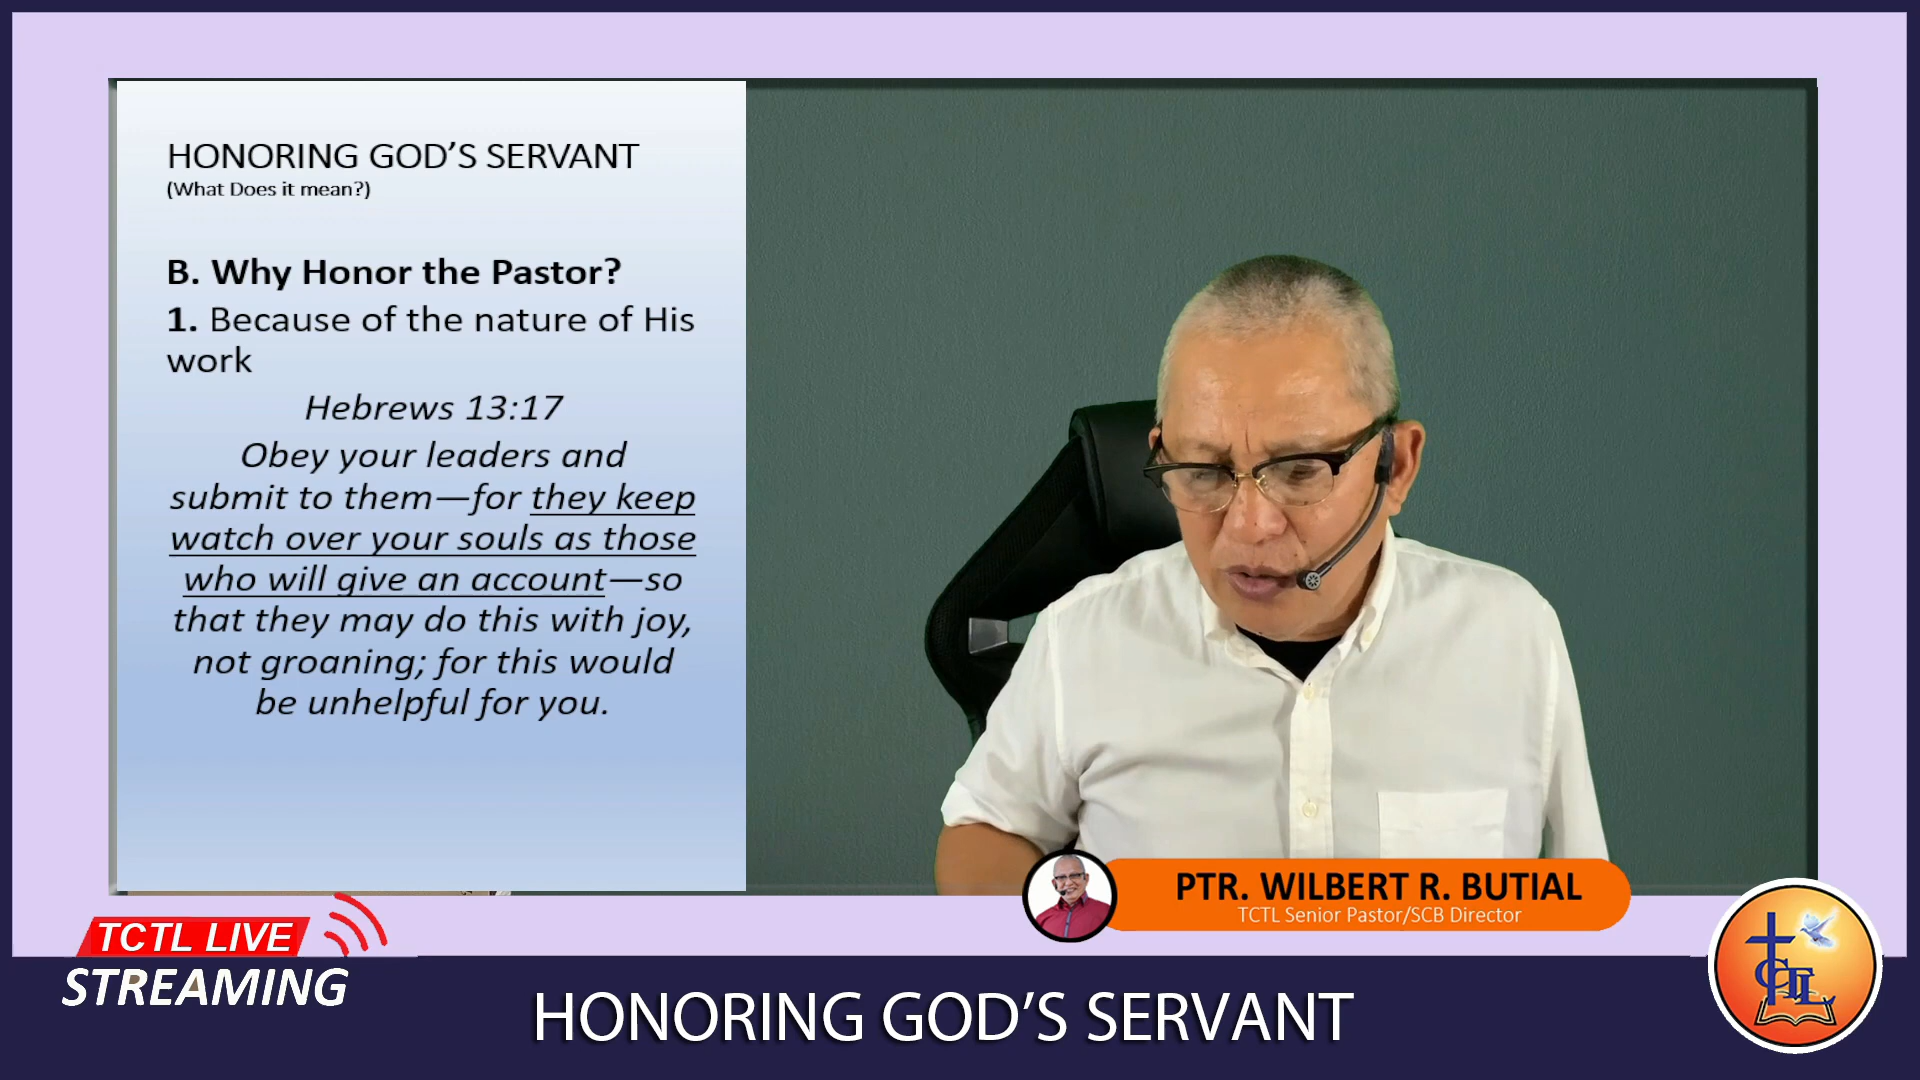 HONORING GOD’S SERVANT
(What Does it mean?)
B. Why Honor the Pastor?
1. Because of the nature of His
work
Hebrews 13:17
Obey your leaders and
submit to them—for they keep
watch over your souls as those
who will give an account—so
that they may do this with joy,
not groaning; for this would
be unhelpful for you.
PTR. WILBERT R. BUTIAL
TCTL Senior Pastor/SCB Director
TCTL LIVE
STREAMING
HONORING GOD’S SERVANT